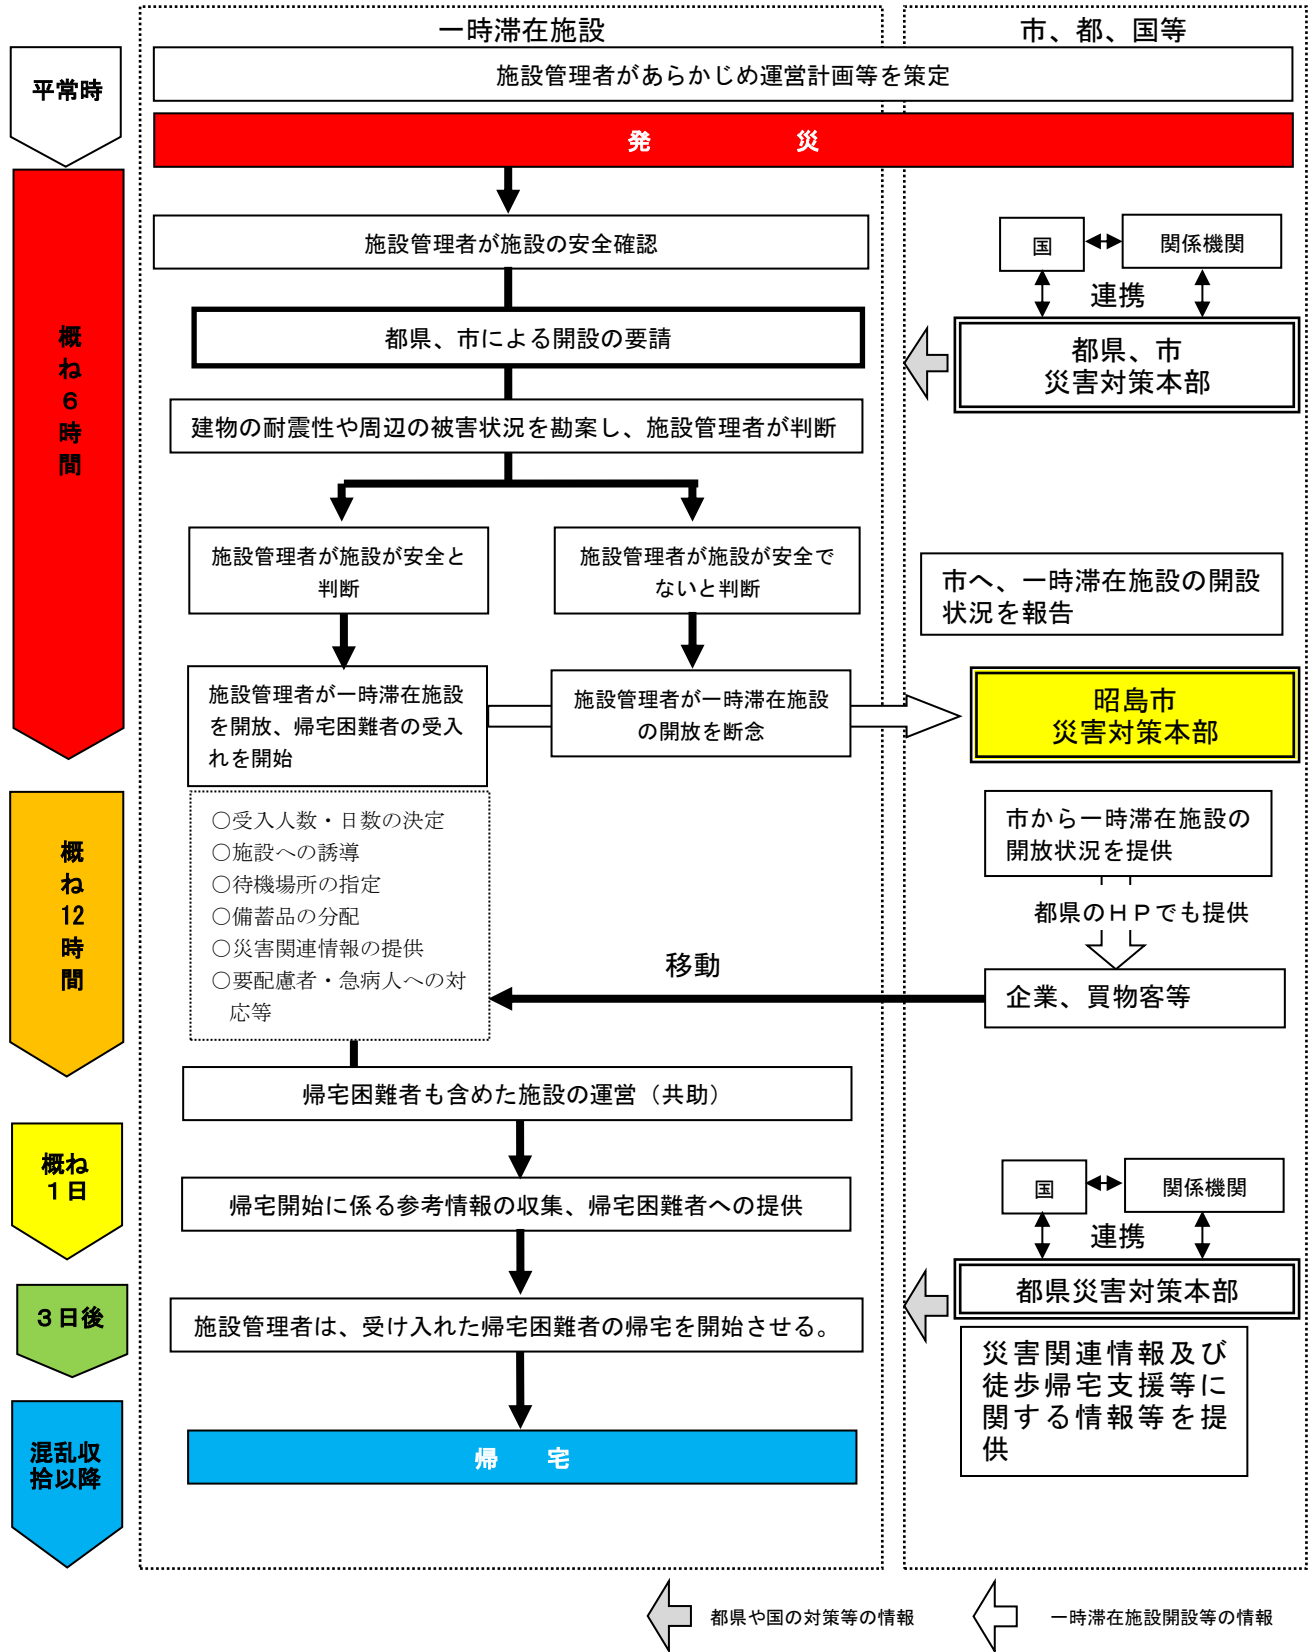 一時滞在施設
市、都、国等
平常時
施設管理者があらかじめ運営計画等を策定
発　　　災
概ね６時間
施設管理者が施設の安全確認
国
関係機関
連携
都県、市による開設の要請
都県、市
災害対策本部
建物の耐震性や周辺の被害状況を勘案し、施設管理者が判断
施設管理者が施設が安全と
判断
施設管理者が施設が安全で
ないと判断
市へ、一時滞在施設の開設
状況を報告
施設管理者が一時滞在施設
を開放、帰宅困難者の受入
れを開始
施設管理者が一時滞在施設
の開放を断念
昭島市
災害対策本部
概ね12時間
○受入人数・日数の決定
○施設への誘導
○待機場所の指定
○備蓄品の分配
○災害関連情報の提供
○要配慮者・急病人への対
応等
市から一時滞在施設の
開放状況を提供
都県のＨＰでも提供
移動
企業、買物客等
帰宅困難者も含めた施設の運営（共助）
概ね
１日
帰宅開始に係る参考情報の収集、帰宅困難者への提供
国
関係機関
連携
都県災害対策本部
３日後
施設管理者は、受け入れた帰宅困難者の帰宅を開始させる。
災害関連情報及び
徒歩帰宅支援等に
関する情報等を提
供
混乱収
拾以降
帰　宅
都県や国の対策等の情報
一時滞在施設開設等の情報